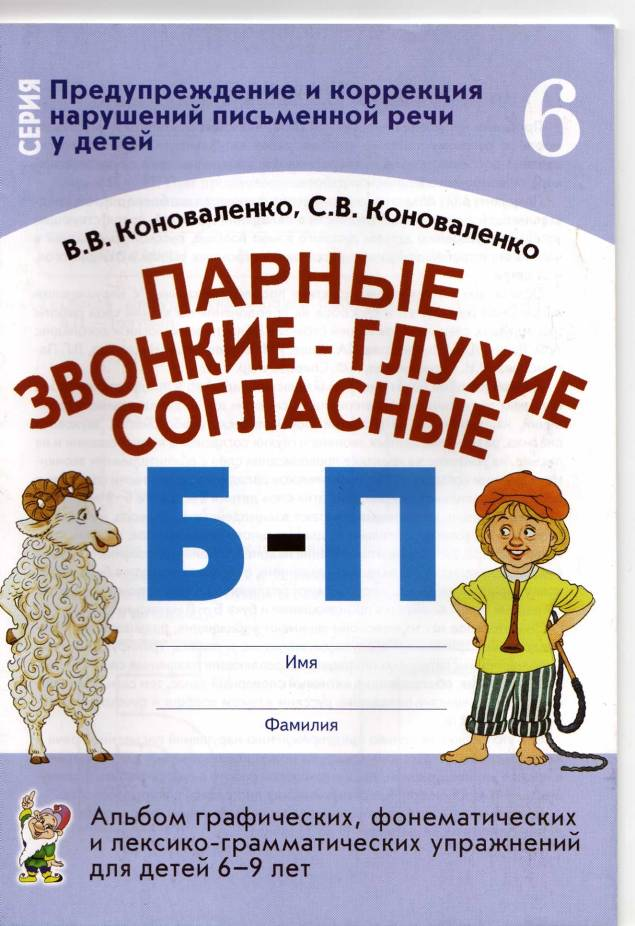 СЕРИЯ
Предупреждение и коррекция
нарушений письменной речи
у детей
6
В.В. Коноваленко, С.В. Коноваленко
ПАРНЫЕ
ЗВОНКИЕ - ГЛУХИЕ
СОГЛАСНЫЕ
Б-П
Имя
Фамилия
Альбом графических, фонематических
и лексико-грамматических упражнений
для детей 6–9 лет